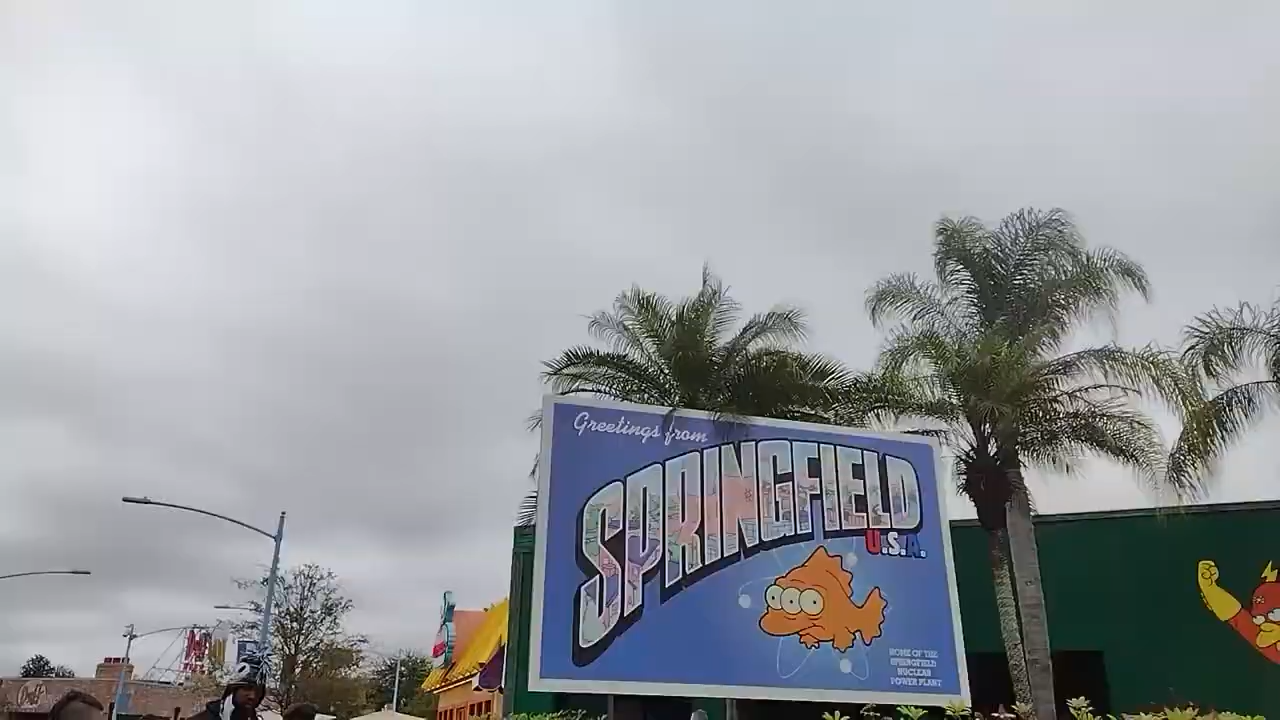 Greetings from
SPRINGFIELD
U.S.A.
HOME OF THE
SPRINGFIELD
NUCLEAR
POWER PLANT